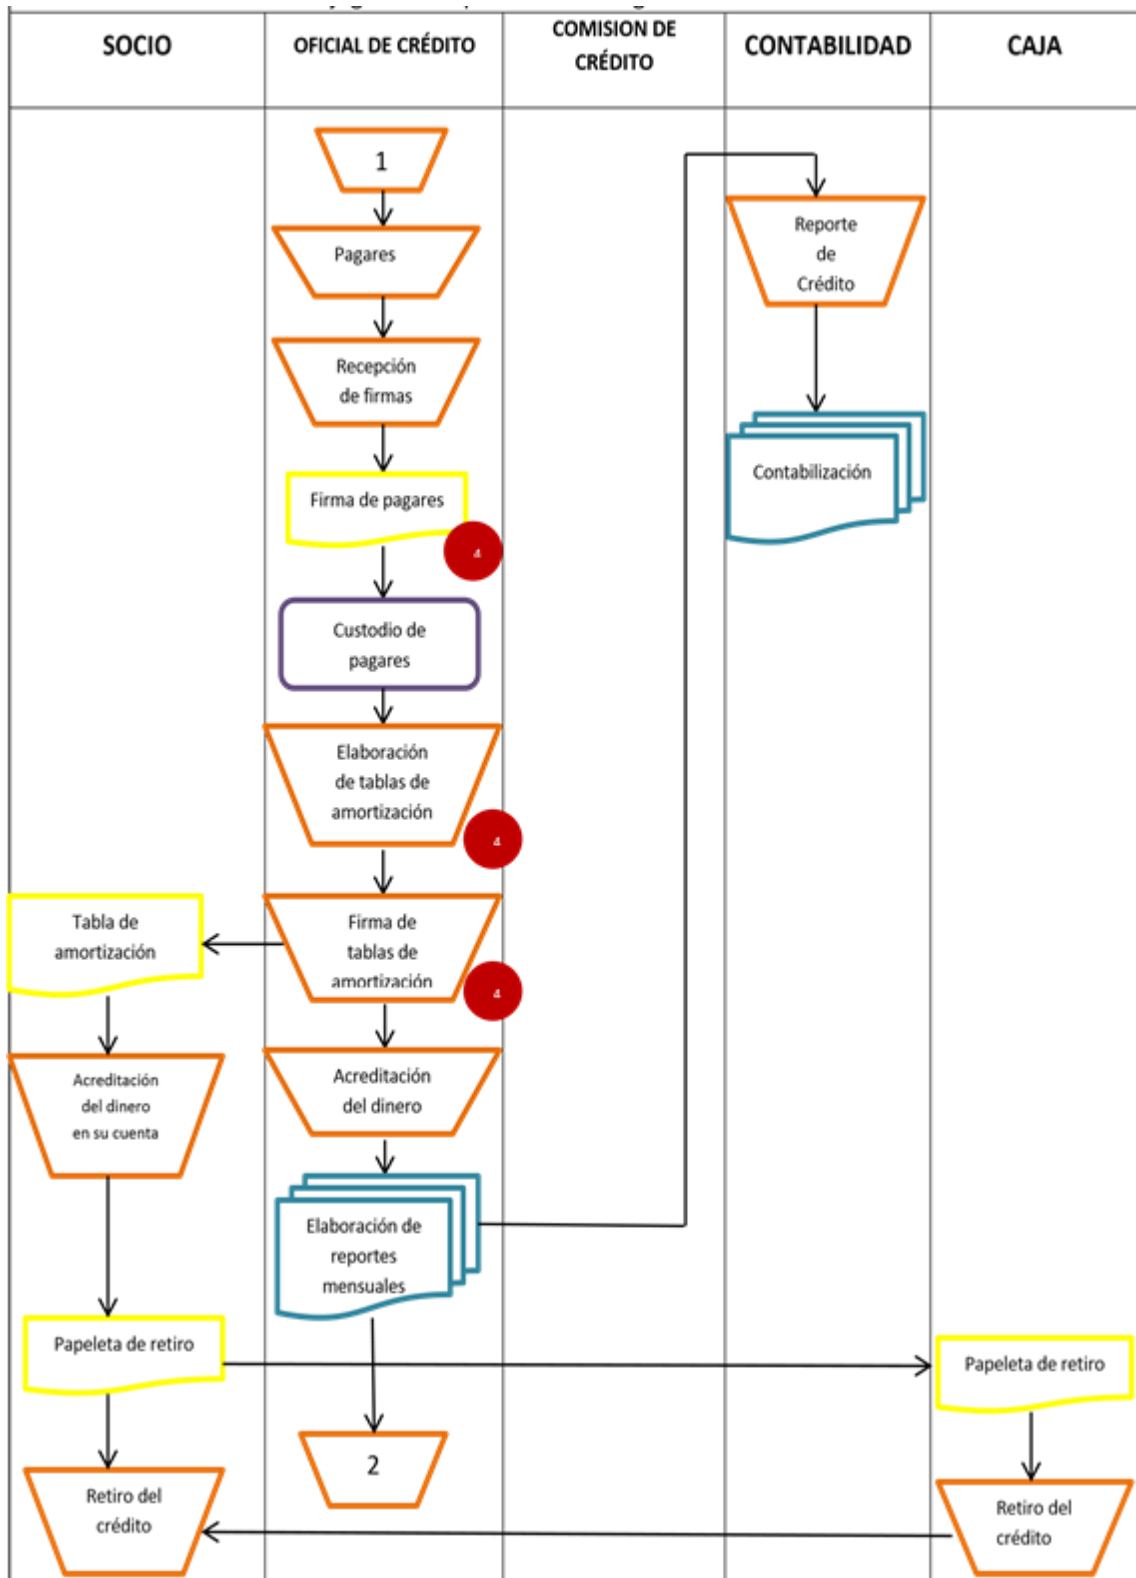 SOCIO
OFICIAL DE CRÉDITO
COMISION DE
CRÉDITO
CONTABILIDAD
CAJA
1
Pagares
Recepción
de firmas
Firma de pagares
4
Custodio de
pagares
Elaboración
de tablas de
amortización
4
Firma de
tablas de
amortización
4
Acreditación
del dinero
Elaboración de
reportes
mensuales
2
Tabla de
amortización
Acreditación
del dinero
en su cuenta
Papeleta de retiro
Retiro del
crédito
Reporte
de
Crédito
Contabilización
Papeleta de retiro
Retiro del
crédito